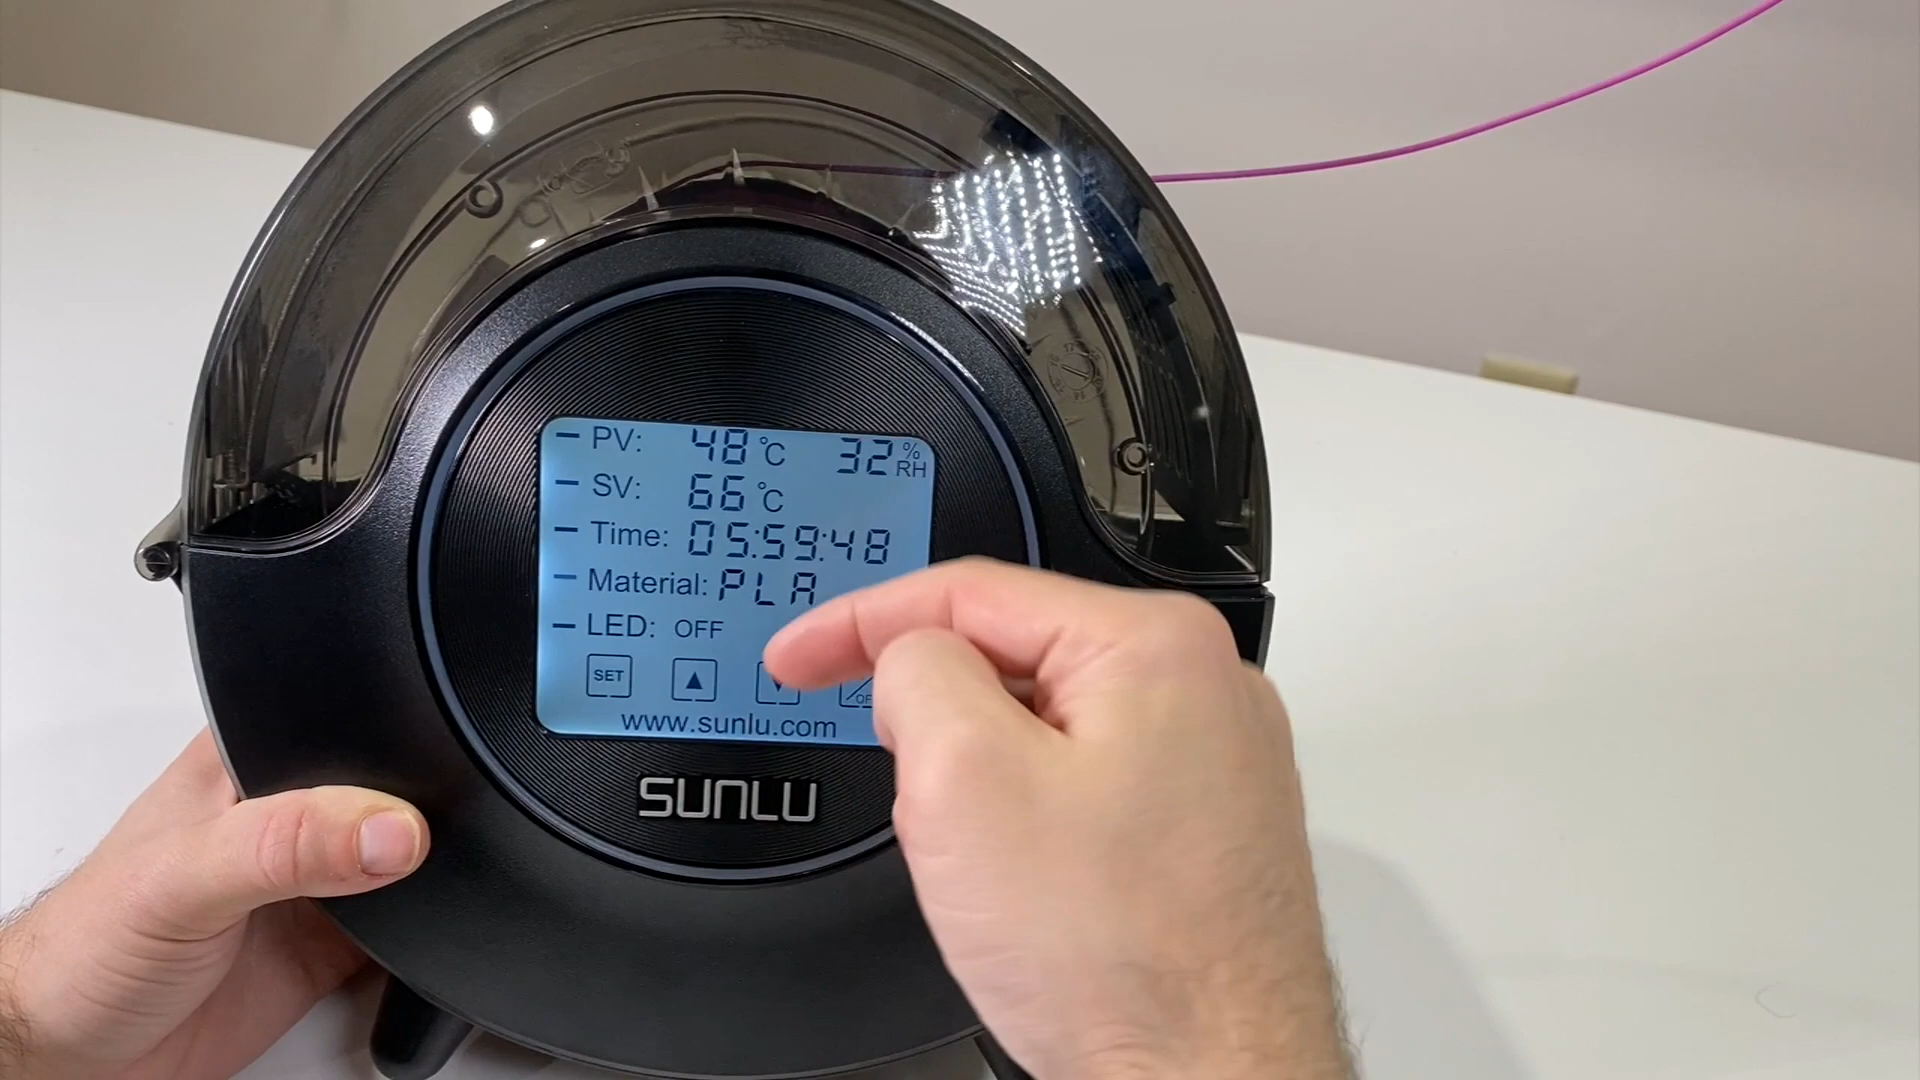 PV: 48 °C 32 % RH
SV: 66 °C
Time: 05:59:48
Material: PLA
LED: OFF
SET
www.sunlu.com
SUNLU